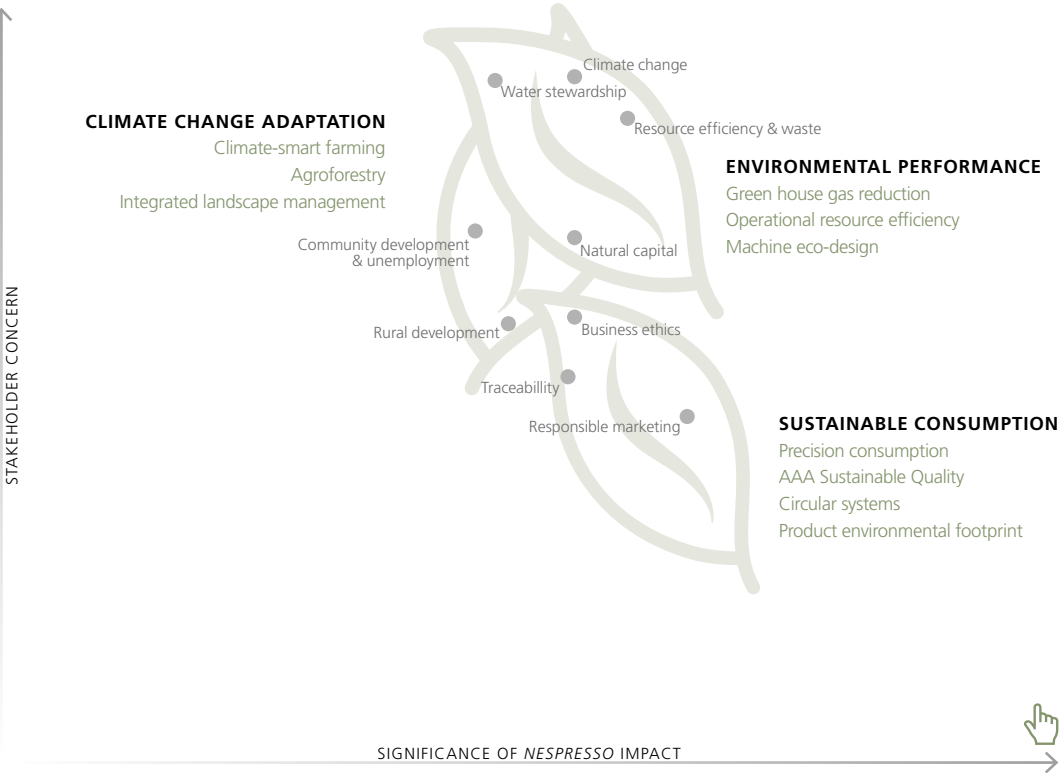 Climate change
Water stewardship
Resource efficiency & waste
CLIMATE CHANGE ADAPTATION
Climate-smart farming
Agroforestry
Integrated landscape management
ENVIRONMENTAL PERFORMANCE
Green house gas reduction
Operational resource efficiency
Machine eco-design
Community development
& unemployment
Natural capital
Rural development
Business ethics
Traceabillity
Responsible marketing
SUSTAINABLE CONSUMPTION
Precision consumption
AAA Sustainable Quality
Circular systems
Product environmental footprint
STAKEHOLDER CONCERN
SIGNIFICANCE OF NESPRESSO IMPACT